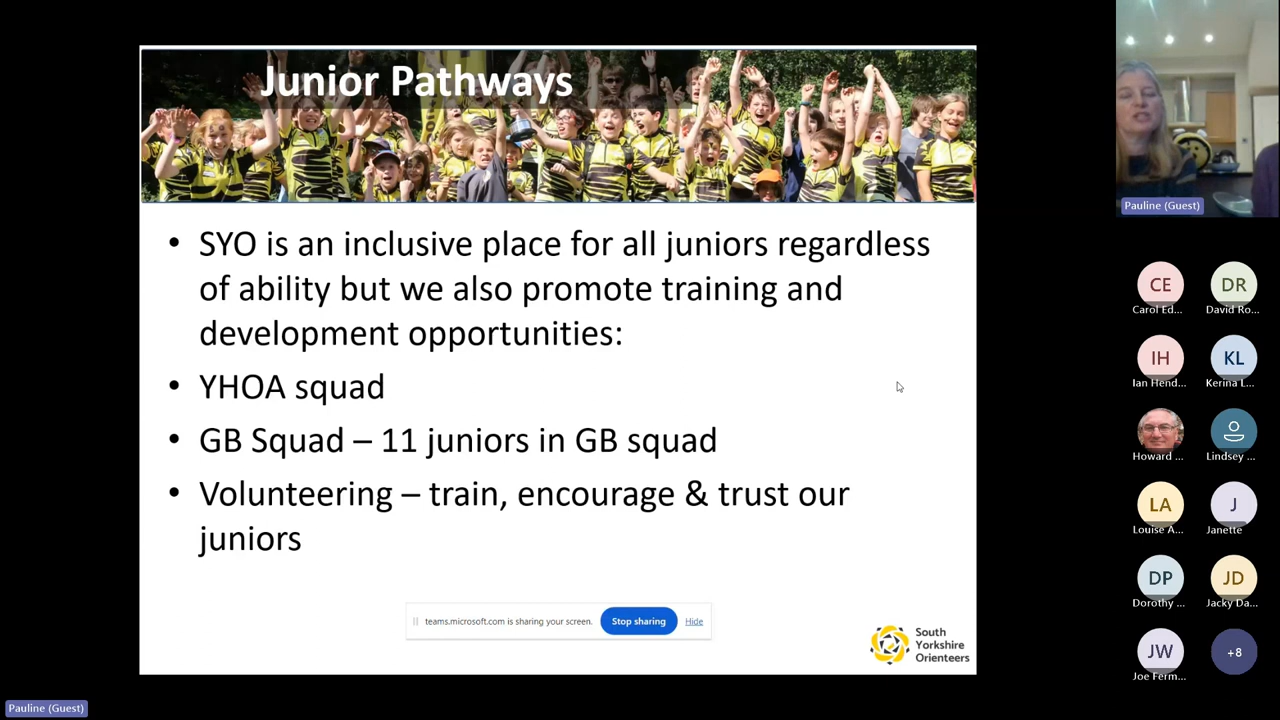 Junior Pathways
• SYO is an inclusive place for all juniors regardless
of ability but we also promote training and
development opportunities:
• YHOA squad
• GB Squad – 11 juniors in GB squad
• Volunteering – train, encourage & trust our
juniors
teams.microsoft.com is sharing your screen.
Stop sharing
Hide
South
Yorkshire
Orienteers
Pauline (Guest)
CE
Carol Ed...
DR
David Ro...
IH
Ian Hend...
KL
Kerina L...
Howard ...
Lindsey ...
LA
Louise A...
J
Janette
DP
Dorothy ...
JD
Jacky Da...
JW
Joe Ferm...
+8
Pauline (Guest)